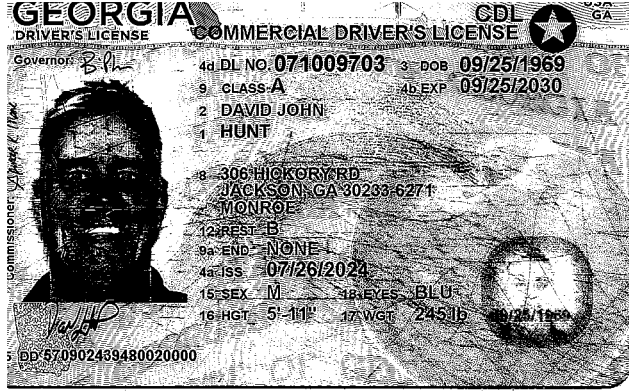 GEORGIA
CDL
USA
GA
DRIVER'S LICENSE
COMMERCIAL DRIVER'S LICENSE
Governor:
4d DL NO. 071009703 3 DOB 09/25/1969
9 CLASS A 4b EXP 09/25/2030
2 DAVID JOHN
1 HUNT
8 306 HICKORY RD
JACKSON, GA 30233-6271
MONROE
Commissioner:
12 REST B
9a END NONE
4a ISS 07/26/2024
15 SEX M 18 EYES BLU
16 HGT 5'-11" 17 WGT 245 lb
09/25/1969
5 DD 570902439480020000